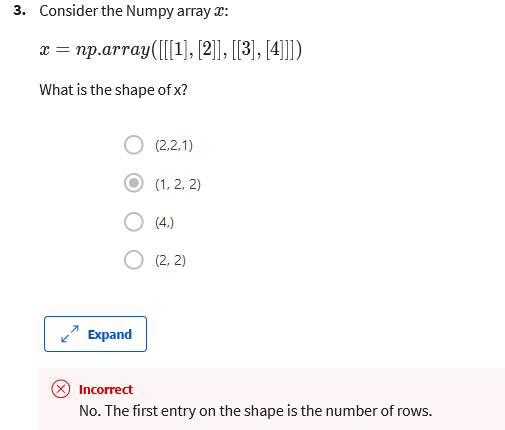 3. Consider the Numpy array x:
x = np.array([[[1], [2]], [[3], [4]]])
What is the shape of x?
(2,2,1)
(1, 2, 2)
(4,)
(2, 2)
Expand
Incorrect
No. The first entry on the shape is the number of rows.